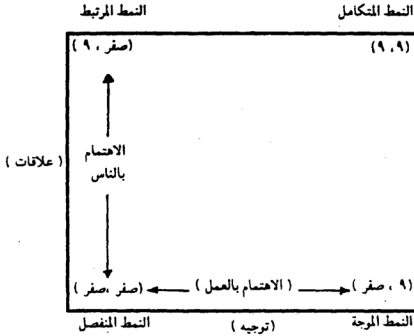 النمط المرتبط
النمط المتكامل
(صفر ، ٩)
(٩،٩)
الاهتمام
بالناس
(علاقات)
(صفر ،صفر)
(الاهتمام بالعمل)
(٩ ، صفر)
النمط المنفصل
(توجيه)
النمط الموجة